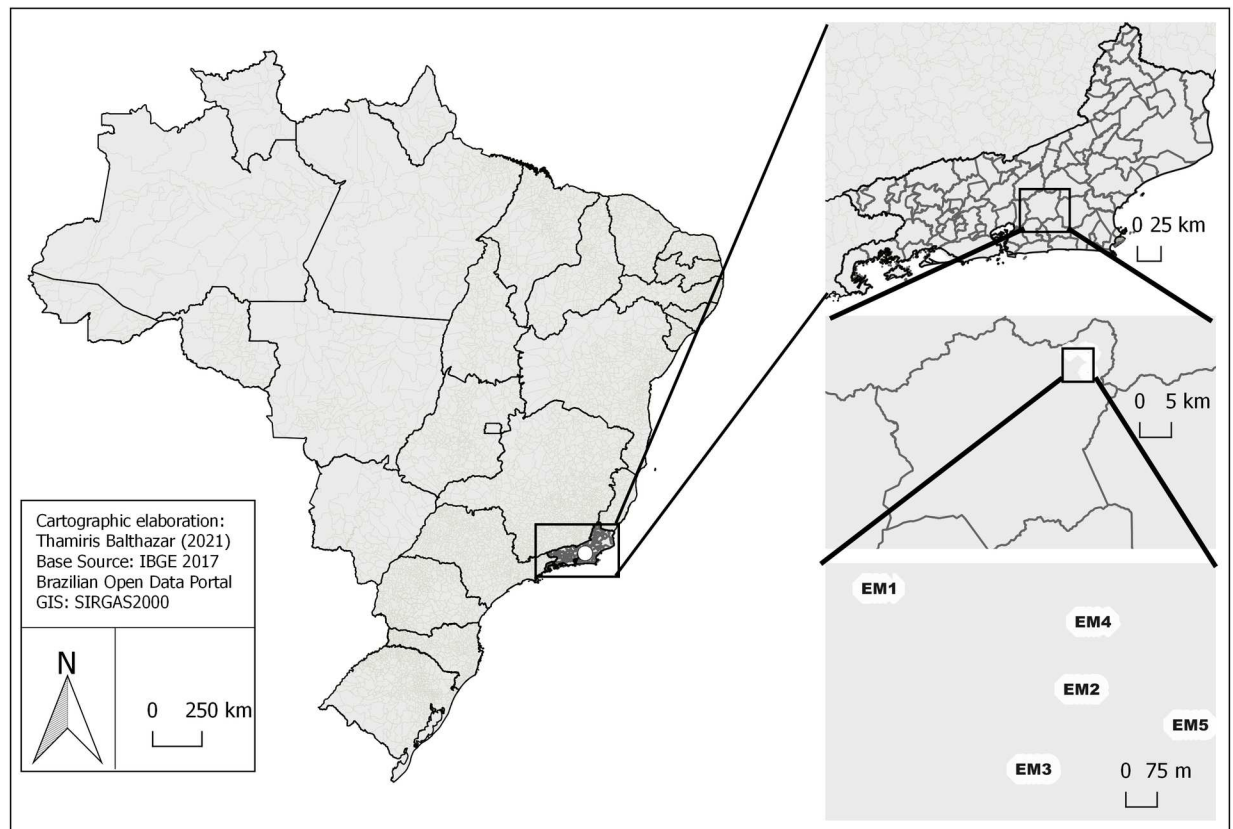 Cartographic elaboration:
Thamiris Balthazar (2021)
Base Source: IBGE 2017
Brazilian Open Data Portal
GIS: SIRGAS2000
N
0 250 km
0 25 km
0 5 km
EM1
EM4
EM2
EM5
EM3
0 75 m